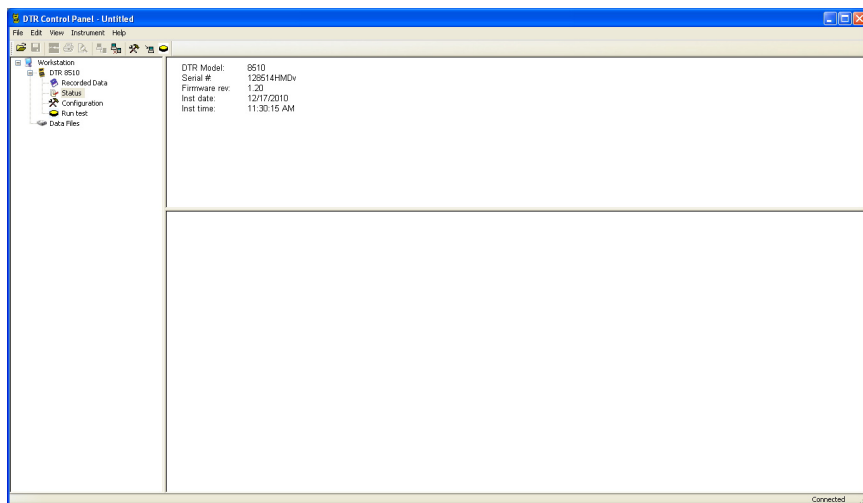 DTR Control Panel - Untitled
File Edit View Instrument Help
Workstation
DTR 8510
Recorded Data
Status
Configuration
Run test
Data Files
DTR Model: 8510
Serial #: 128514HMDv
Firmware rev: 1.20
Inst date: 12/17/2010
Inst time: 11:30:15 AM
Connected